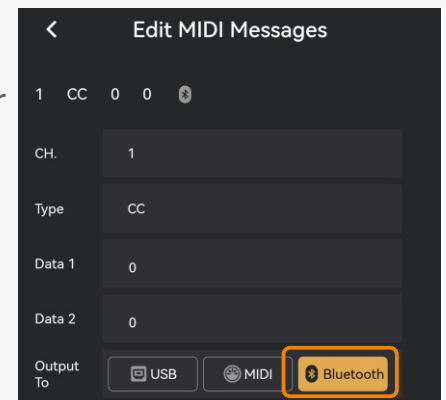 Edit MIDI Messages
1 CC 0 0
CH. 1
Type CC
Data 1 0
Data 2 0
Output To USB MIDI Bluetooth